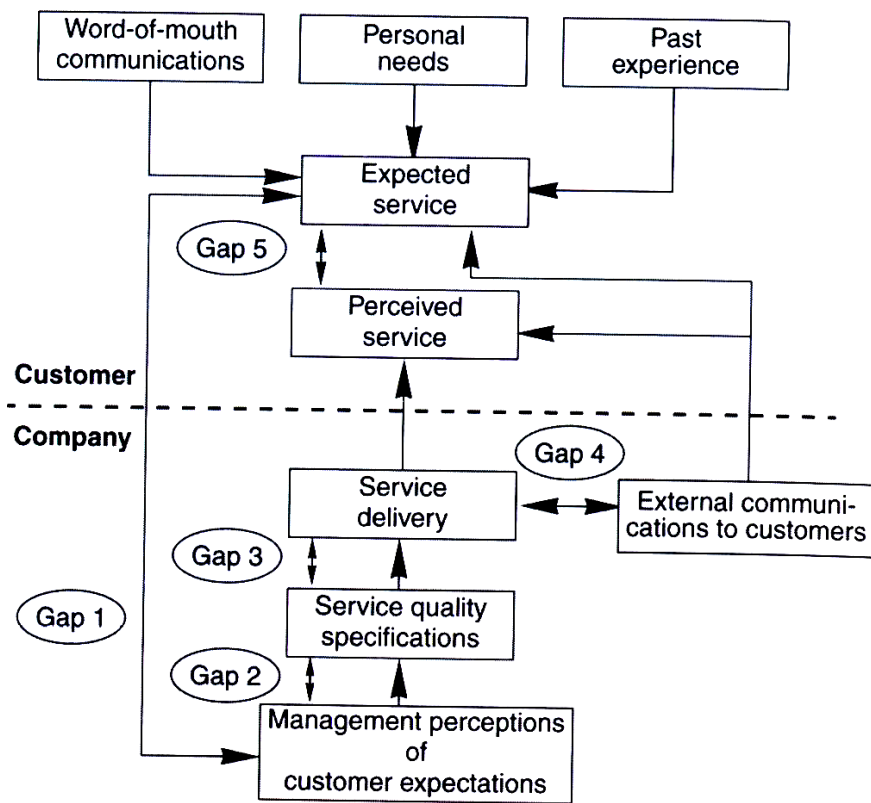 Word-of-mouth
communications
Personal
needs
Past
experience
Expected
service
Gap 5
Perceived
service
Customer
Company
Gap 4
Service
delivery
External communi-
cations to customers
Gap 3
Gap 1
Service quality
specifications
Gap 2
Management perceptions
of
customer expectations